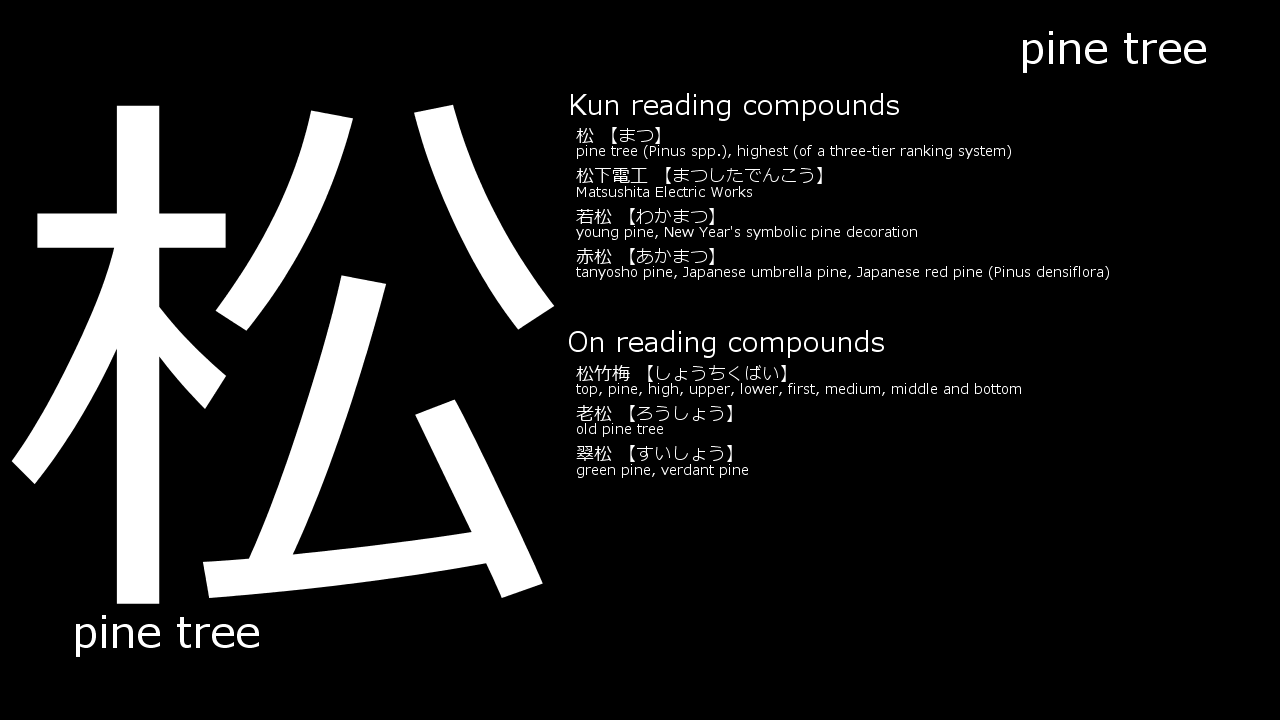 pine tree
松
pine tree
Kun reading compounds
松 【まつ】
pine tree (Pinus spp.), highest (of a three-tier ranking system)
松下電工 【まつしたでんこう】
Matsushita Electric Works
若松 【わかまつ】
young pine, New Year's symbolic pine decoration
赤松 【あかまつ】
tanyosho pine, Japanese umbrella pine, Japanese red pine (Pinus densiflora)
On reading compounds
松竹梅 【しょうちくばい】
top, pine, high, upper, lower, first, medium, middle and bottom
老松 【ろうしょう】
old pine tree
翠松 【すいしょう】
green pine, verdant pine